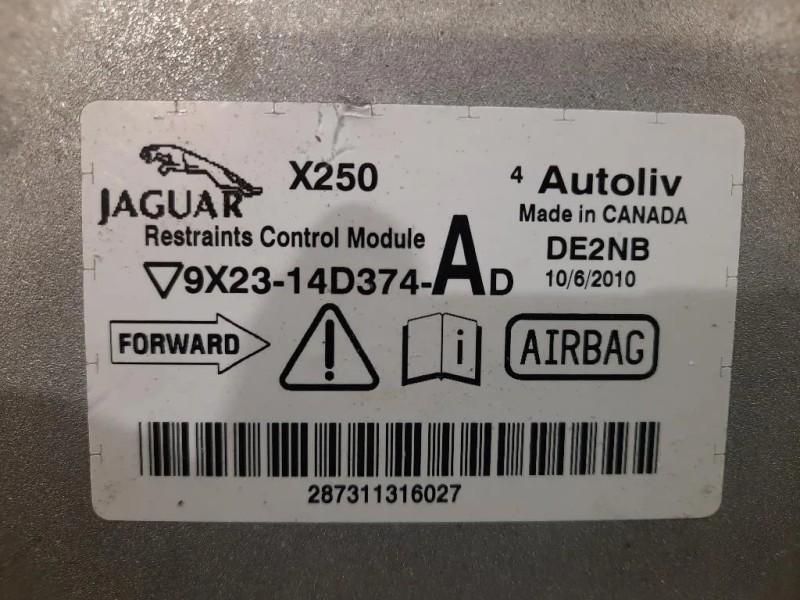 JAGUAR X250
Restraints Control Module
▽9X23-14D374-AD
4 Autoliv
Made in CANADA
DE2NB
10/6/2010
FORWARD
!
i
AIRBAG
287311316027